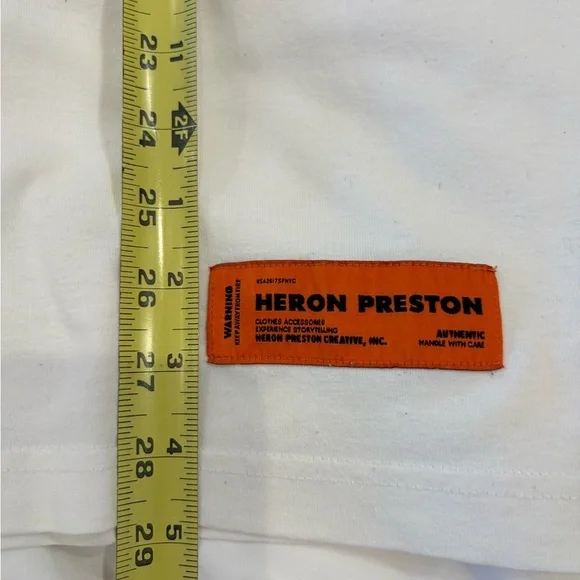 23 11
24 2F
25 1
26 2
27 3
28 4
29 5
WARNING
KEEP AWAY FROM FIRE
HERON PRESTON
CLOTHES ACCESSORIES
EXPERIENCE STORYTELLING
HERON PRESTON CREATIVE, INC.
AUTHENTIC
HANDLE WITH CARE